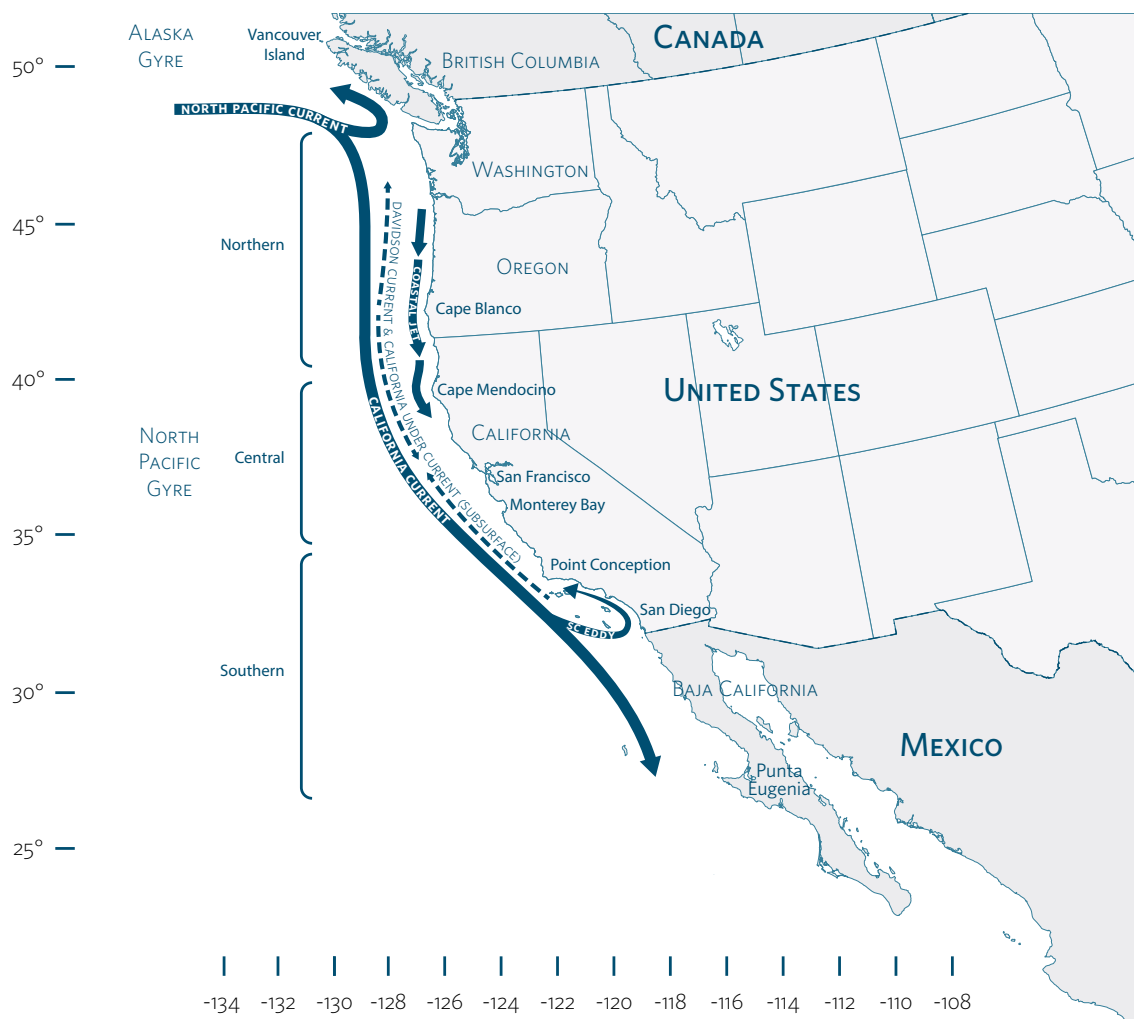 ALASKA
GYRE
Vancouver
Island
CANADA
BRITISH COLUMBIA
50°
NORTH PACIFIC CURRENT
WASHINGTON
45°
Northern
DAVIDSON CURRENT & CALIFORNIA UNDER CURRENT (SUBSURFACE)
COASTAL JET
OREGON
Cape Blanco
40°
Cape Mendocino
UNITED STATES
CALIFORNIA CURRENT
CALIFORNIA
NORTH
PACIFIC
GYRE
Central
San Francisco
Monterey Bay
35°
Point Conception
San Diego
SC EDDY
Southern
30°
BAJA CALIFORNIA
MEXICO
Punta
Eugenia
25°
-134 -132 -130 -128 -126 -124 -122 -120 -118 -116 -114 -112 -110 -108